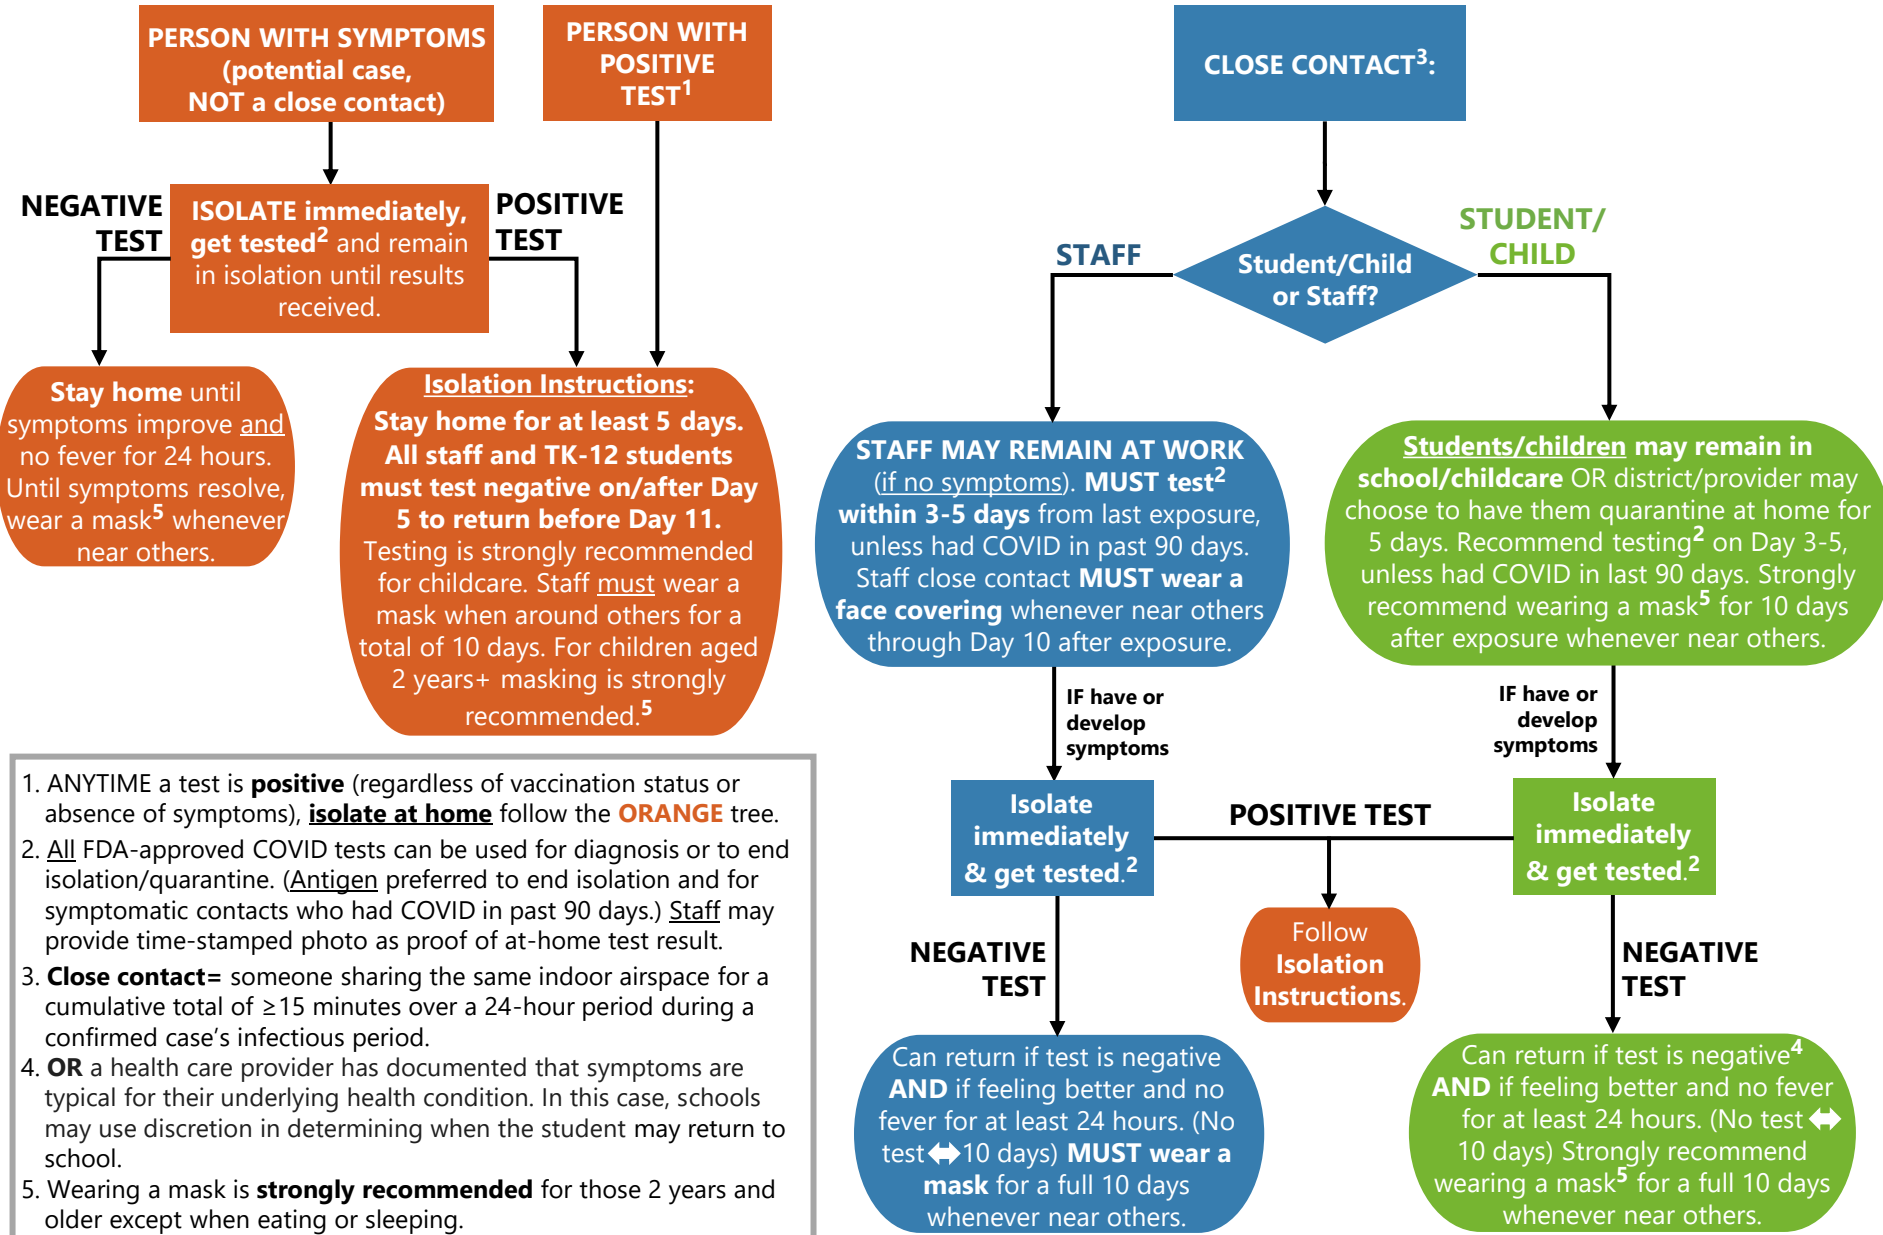 PERSON WITH SYMPTOMS
(potential case,
NOT a close contact)
PERSON WITH
POSITIVE
TEST1
NEGATIVE
TEST
ISOLATE immediately,
get tested2 and remain
in isolation until results
received.
POSITIVE
TEST
Stay home until
symptoms improve and
no fever for 24 hours.
Until symptoms resolve,
wear a mask5 whenever
near others.
Isolation Instructions:
Stay home for at least 5 days.
All staff and TK-12 students
must test negative on/after Day
5 to return before Day 11.
Testing is strongly recommended
for childcare. Staff must wear a
mask when around others for a
total of 10 days. For children aged
2 years+ masking is strongly
recommended.5
1. ANYTIME a test is positive (regardless of vaccination status or
absence of symptoms), isolate at home follow the ORANGE tree.
2. All FDA-approved COVID tests can be used for diagnosis or to end
isolation/quarantine. (Antigen preferred to end isolation and for
symptomatic contacts who had COVID in past 90 days.) Staff may
provide time-stamped photo as proof of at-home test result.
3. Close contact= someone sharing the same indoor airspace for a
cumulative total of ≥15 minutes over a 24-hour period during a
confirmed case’s infectious period.
4. OR a health care provider has documented that symptoms are
typical for their underlying health condition. In this case, schools
may use discretion in determining when the student may return to
school.
5. Wearing a mask is strongly recommended for those 2 years and
older except when eating or sleeping.
CLOSE CONTACT3:
Student/Child
or Staff?
STAFF
STUDENT/
CHILD
STAFF MAY REMAIN AT WORK
(if no symptoms). MUST test2
within 3-5 days from last exposure,
unless had COVID in past 90 days.
Staff close contact MUST wear a
face covering whenever near others
through Day 10 after exposure.
Students/children may remain in
school/childcare OR district/provider may
choose to have them quarantine at home for
5 days. Recommend testing2 on Day 3-5,
unless had COVID in last 90 days. Strongly
recommend wearing a mask5 for 10 days
after exposure whenever near others.
IF have or
develop
symptoms
IF have or
develop
symptoms
Isolate
immediately
& get tested.2
POSITIVE TEST
Isolate
immediately
& get tested.2
Follow
Isolation
Instructions.
NEGATIVE
TEST
NEGATIVE
TEST
Can return if test is negative
AND if feeling better and no
fever for at least 24 hours. (No
test⬌10 days) MUST wear a
mask for a full 10 days
whenever near others.
Can return if test is negative4
AND if feeling better and no fever
for at least 24 hours. (No test ⬌
10 days) Strongly recommend
wearing a mask5 for a full 10 days
whenever near others.